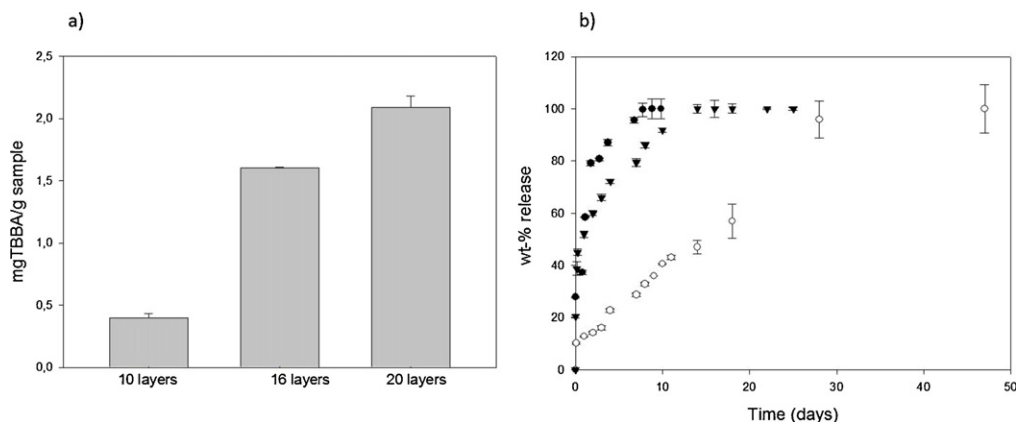 a)
2,5
2,0
1,5
1,0
0,5
0,0
mgTBBA/g sample
10 layers 16 layers 20 layers
b)
120
100
80
60
40
20
0
wt-% release
0 10 20 30 40 50
Time (days)